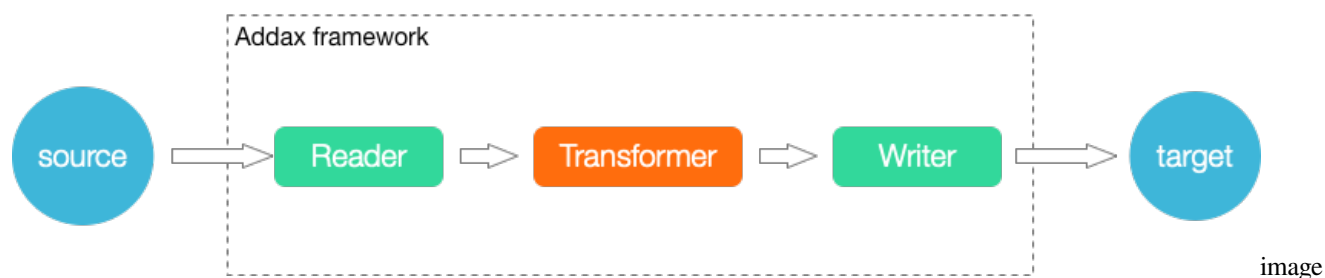 Addax framework
source
Reader
Transformer
Writer
target
image